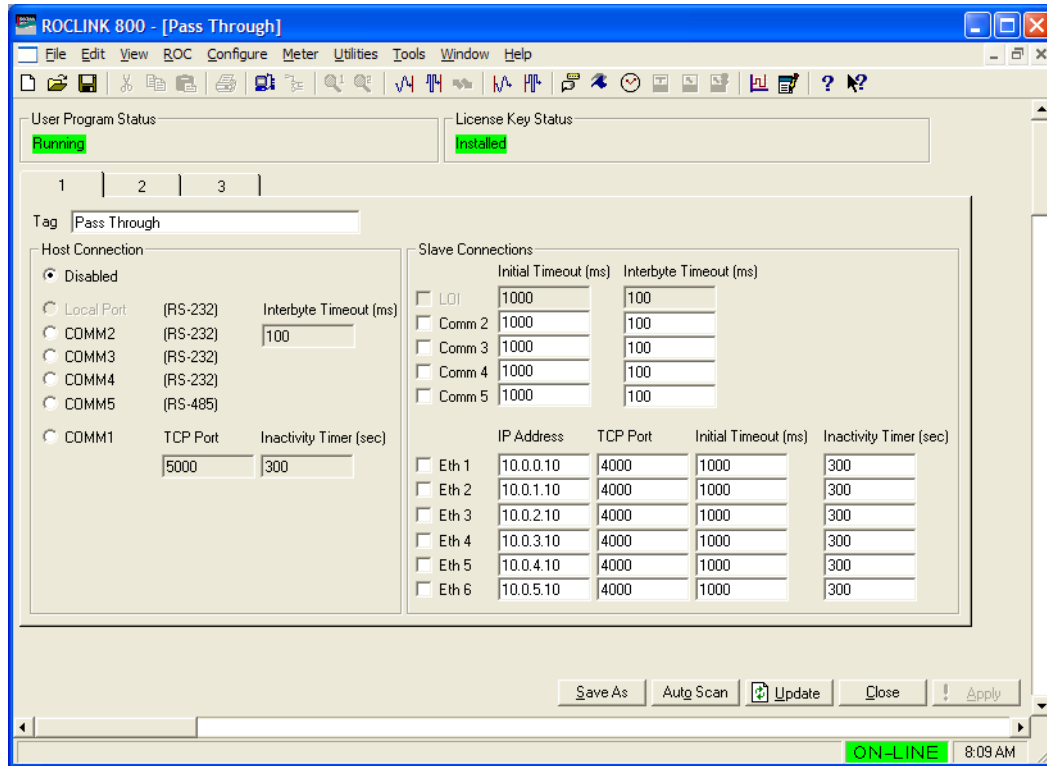 ROCLINK 800 - [Pass Through]
File Edit View ROC Configure Meter Utilities Tools Window Help
User Program Status
Running
License Key Status
Installed
1 2 3
Tag Pass Through
Host Connection
Disabled
Local Port (RS-232) Interbyte Timeout (ms)
COMM2 (RS-232) 100
COMM3 (RS-232)
COMM4 (RS-232)
COMM5 (RS-485)
COMM1 TCP Port Inactivity Timer (sec)
5000 300
Slave Connections
Initial Timeout (ms) Interbyte Timeout (ms)
LOI 1000 100
Comm 2 1000 100
Comm 3 1000 100
Comm 4 1000 100
Comm 5 1000 100
IP Address TCP Port Initial Timeout (ms) Inactivity Timer (sec)
Eth 1 10.0.0.10 4000 1000 300
Eth 2 10.0.1.10 4000 1000 300
Eth 3 10.0.2.10 4000 1000 300
Eth 4 10.0.3.10 4000 1000 300
Eth 5 10.0.4.10 4000 1000 300
Eth 6 10.0.5.10 4000 1000 300
Save As Auto Scan Update Close ! Apply
ON-LINE 8:09 AM